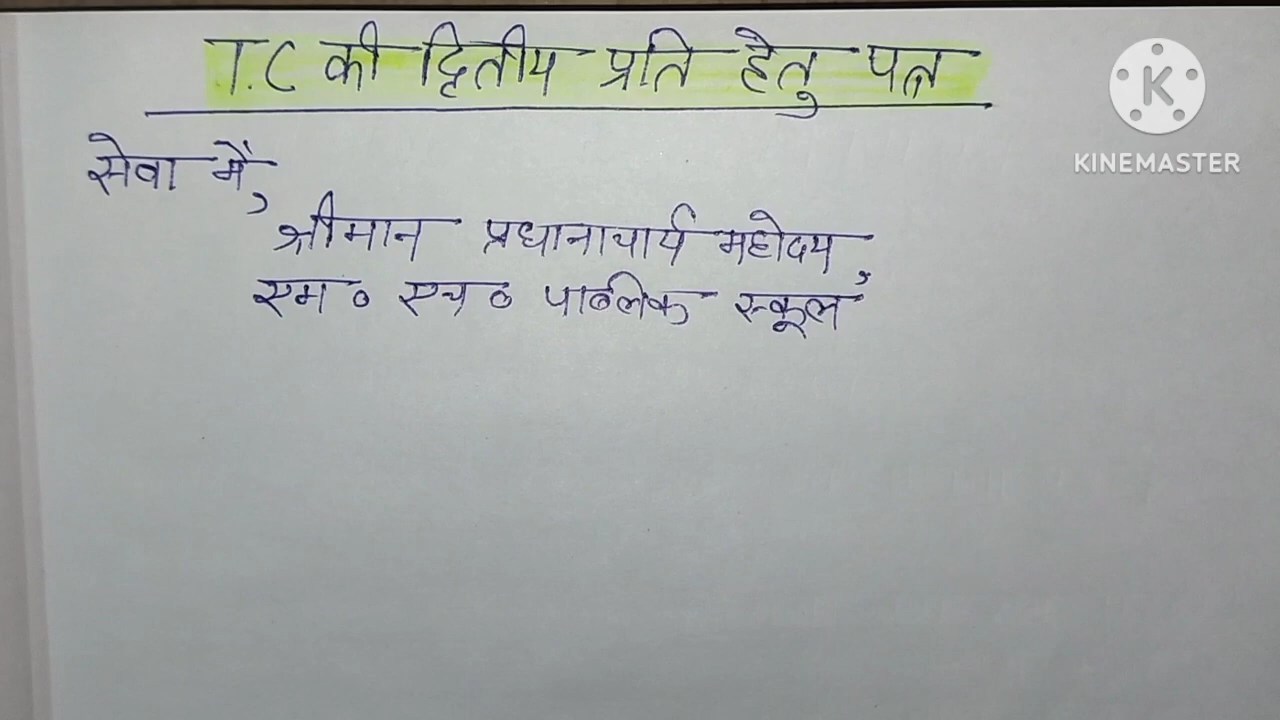 T.C की द्वितीय प्रति हेतु पत्र
सेवा में,
श्रीमान प्रधानाचार्य महोदय,
एम० एच० पब्लिक स्कूल,
K
KINEMASTER